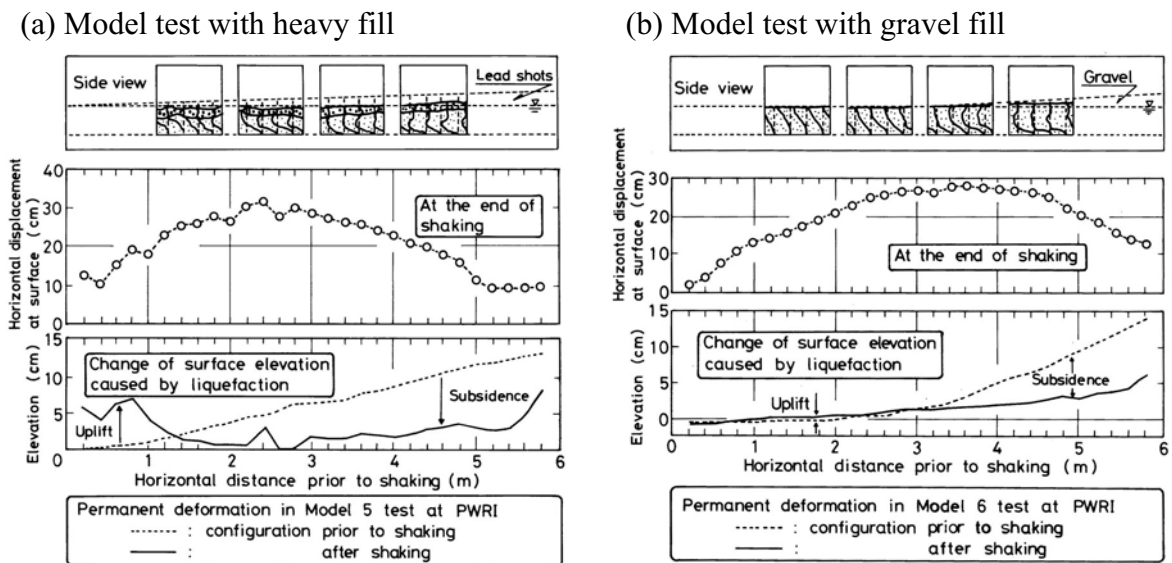 (a) Model test with heavy fill
Side view
Lead shots
Horizontal displacement
at surface (cm)
40
30
20
10
0
At the end of
shaking
Elevation (cm)
15
10
5
Change of surface elevation
caused by liquefaction
Uplift
Subsidence
0 1 2 3 4 5 6
Horizontal distance prior to shaking (m)
Permanent deformation in Model 5 test at PWRI
------ : configuration prior to shaking
—— : after shaking
(b) Model test with gravel fill
Side view
Gravel
Horizontal displacement
at surface (cm)
30
20
10
0
At the end of shaking
Elevation (cm)
15
10
5
0
Change of surface elevation
caused by liquefaction
Uplift
Subsidence
0 1 2 3 4 5 6
Horizontal distance prior to shaking (m)
Permanent deformation in Model 6 test at PWRI
------ : configuration prior to shaking
—— : after shaking